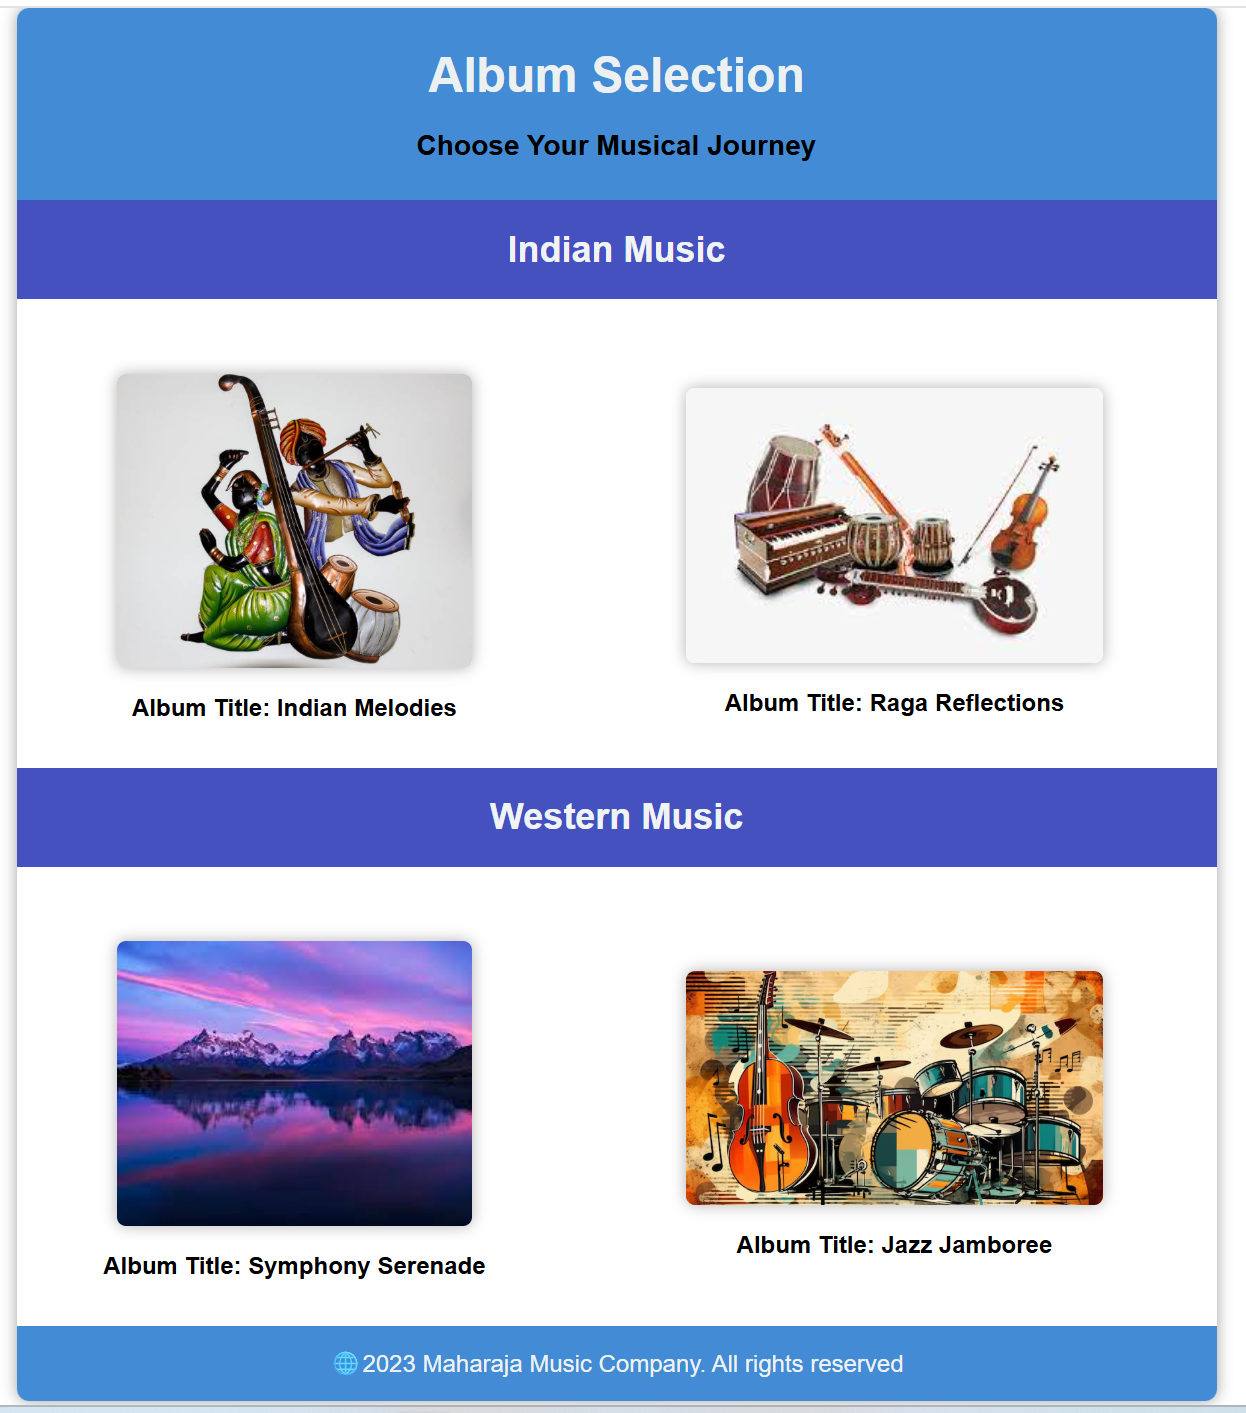 Album Selection
Choose Your Musical Journey
Indian Music
Album Title: Indian Melodies
Album Title: Raga Reflections
Western Music
Album Title: Symphony Serenade
Album Title: Jazz Jamboree
🌐 2023 Maharaja Music Company. All rights reserved